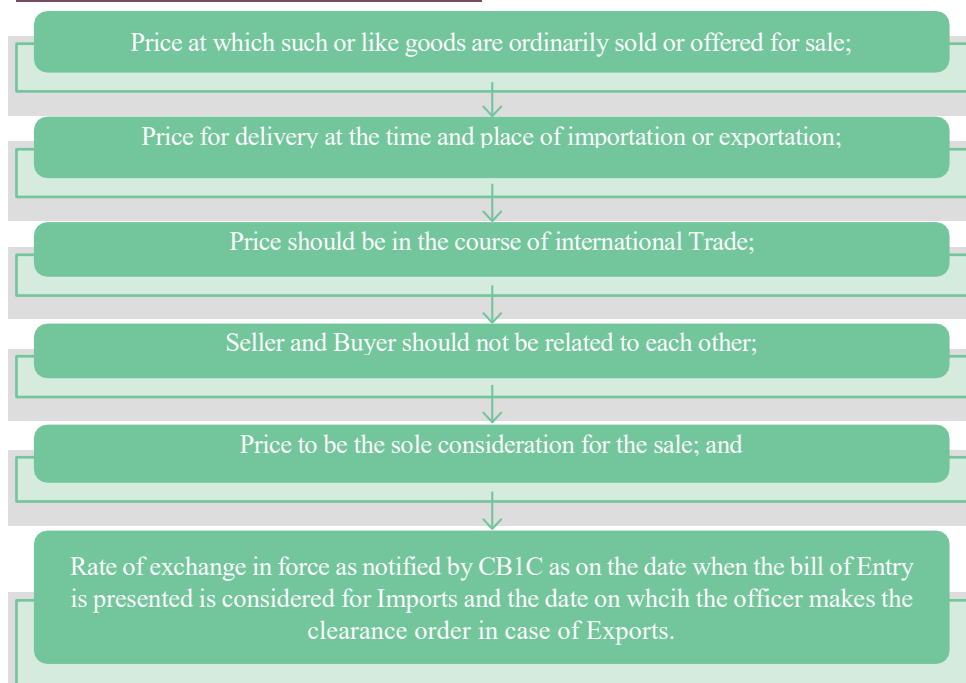 Price at which such or like goods are ordinarily sold or offered for sale;
Price for delivery at the time and place of importation or exportation;
Price should be in the course of international Trade;
Seller and Buyer should not be related to each other;
Price to be the sole consideration for the sale; and
Rate of exchange in force as notified by CB1C as on the date when the bill of Entry
is presented is considered for Imports and the date on whcih the officer makes the
clearance order in case of Exports.